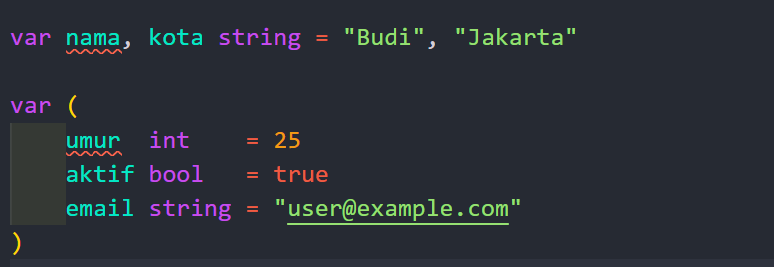 var nama, kota string = "Budi", "Jakarta"
var (
    umur  int    = 25
    aktif bool   = true
    email string = "user@example.com"
)